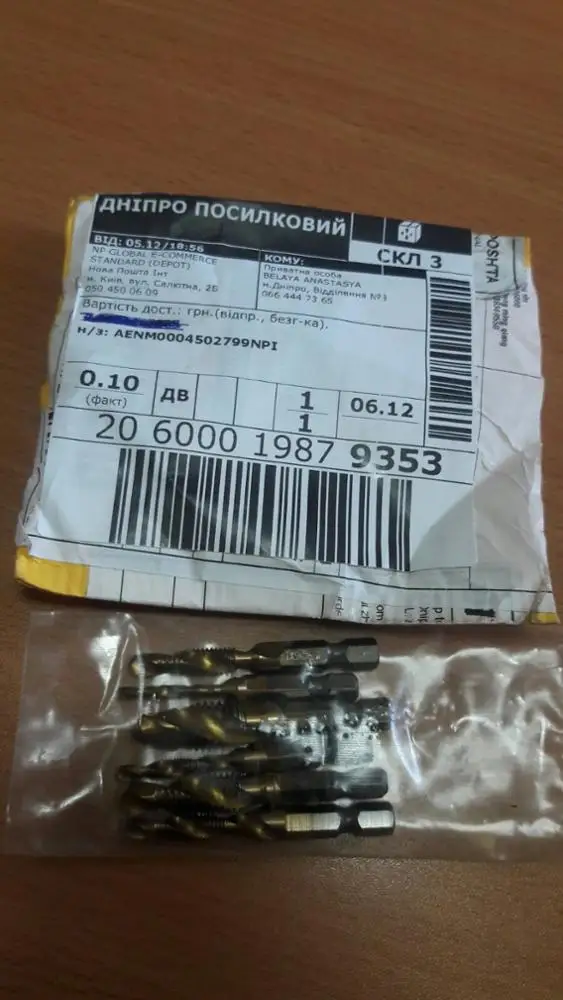 ДНІПРО ПОСИЛКОВИЙ
СКЛ 3
ВІД: 05.12/18:56
NP GLOBAL E-COMMERCE
STANDARD (DEPOT)
Нова Пошта Інт
м. Київ, вул. Салютна, 2Б
050 450 06 09
КОМУ:
Приватна особа
BELAYA ANASTASYA
м.Дніпро, Відділення №3
066 444 73 65
Вартість дост.: грн.(відпр., безг-ка).
н/з: AENM0004502799NPI
0.10
(факт)
ДВ
1
1
06.12
20 6000 1987 9353
POSHTA